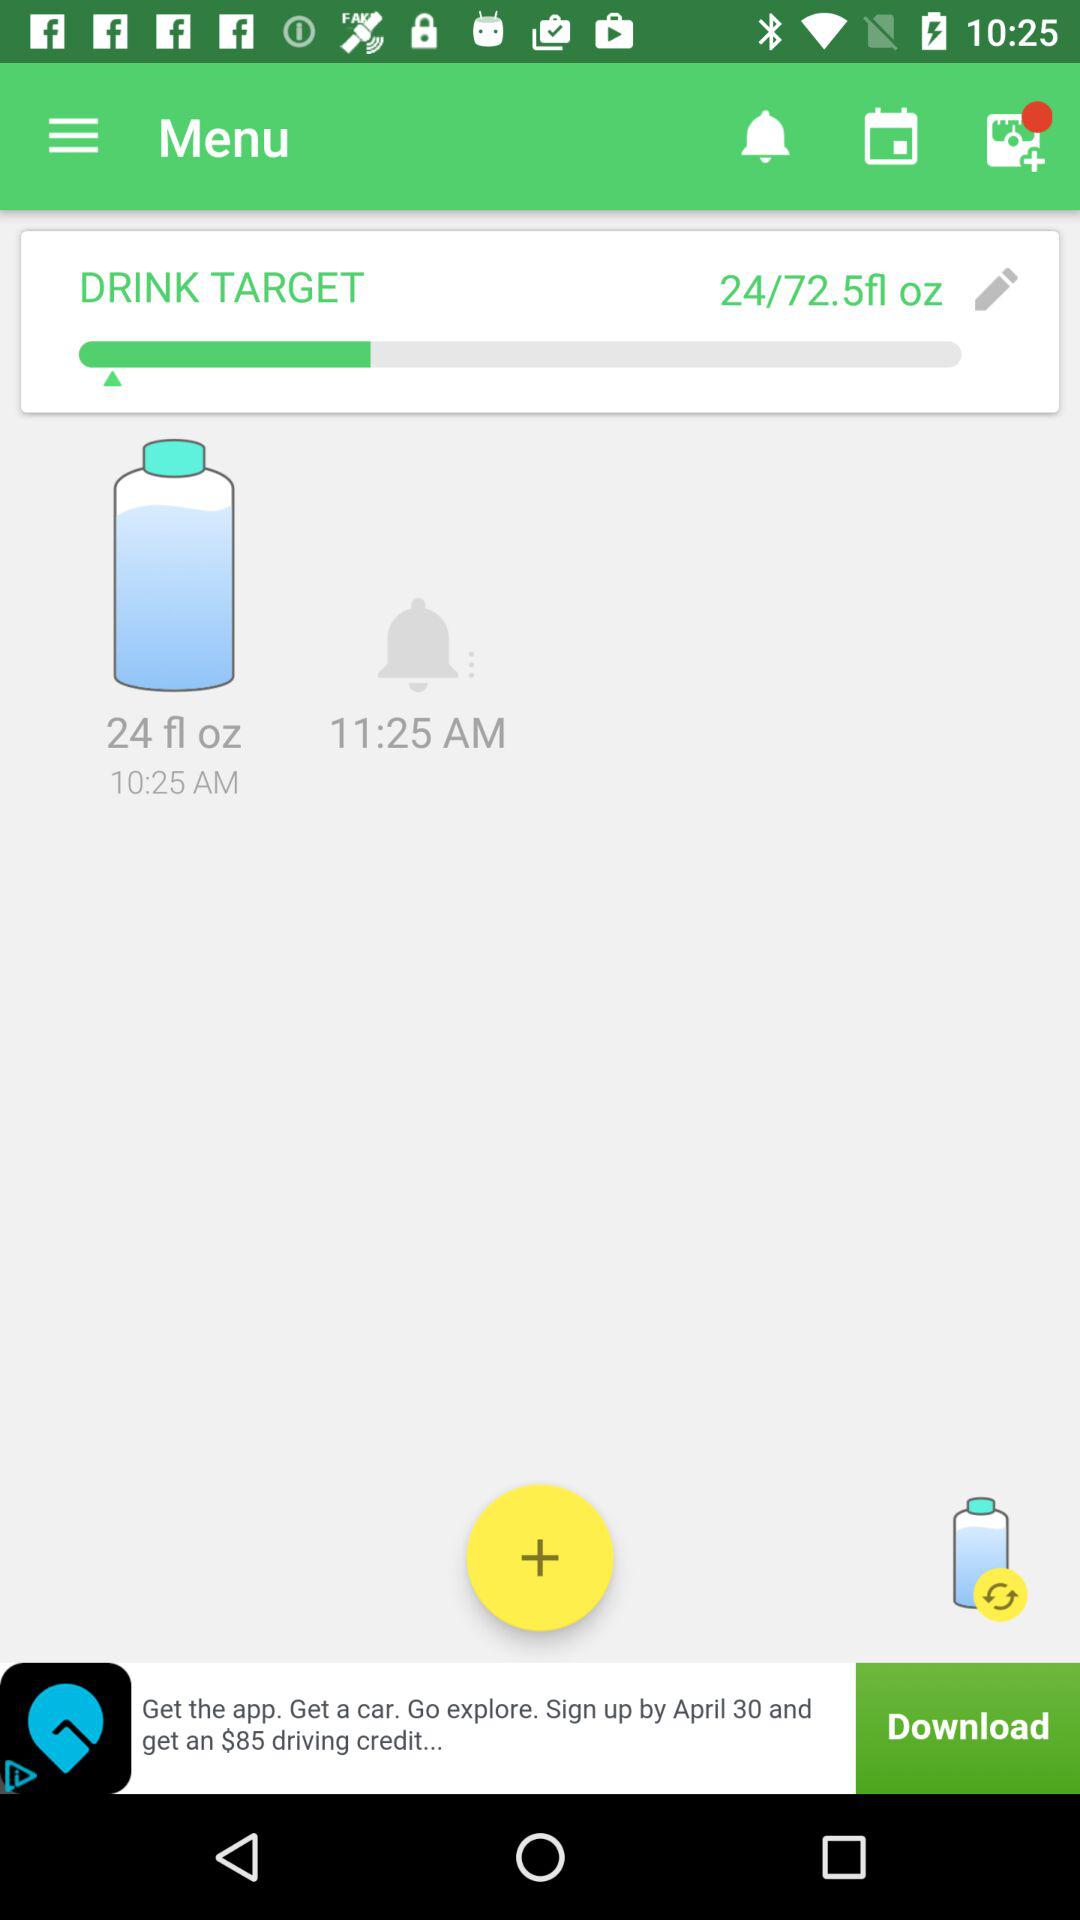 FAKE
10:25
Menu
DRINK TARGET
24/72.5fl oz
24 fl oz
10:25 AM
11:25 AM
+
Get the app. Get a car. Go explore. Sign up by April 30 and
get an $85 driving credit...
Download